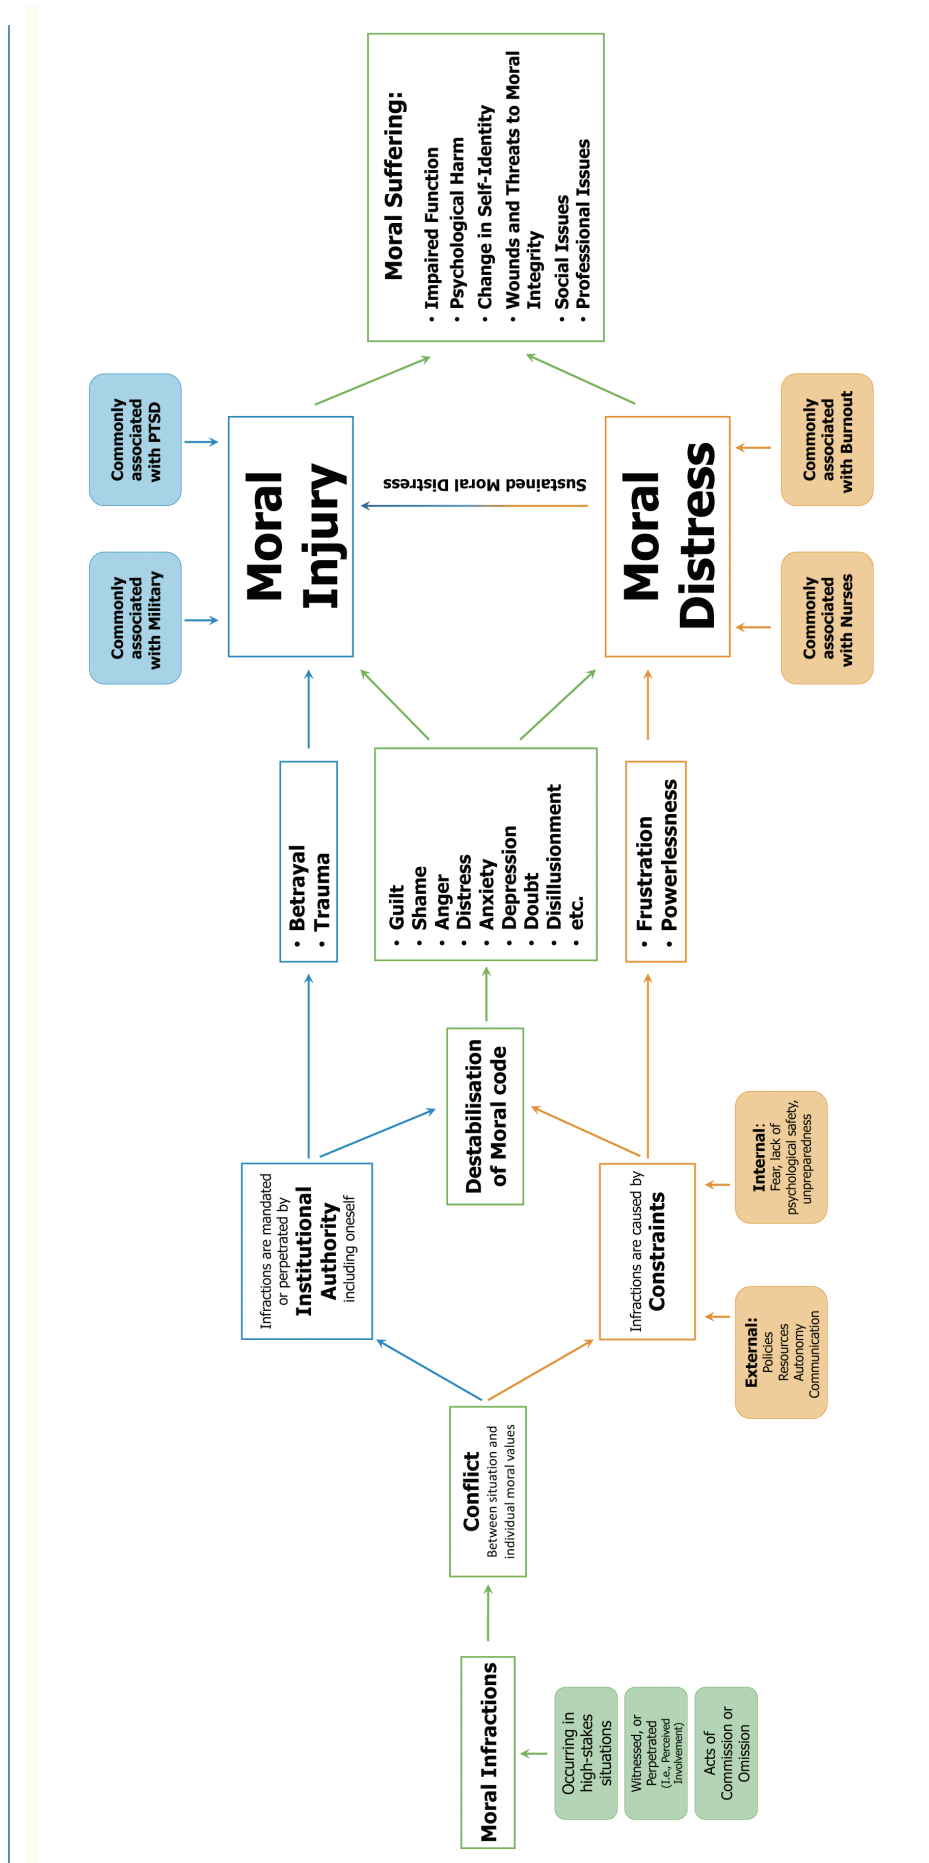 Moral Infractions
Occurring in
high-stakes
situations
Witnessed, or
Perpetrated
(I.e., Perceived
Involvement)
Acts of
Commission or
Omission
Conflict
Between situation and
individual moral values
Infractions are mandated
or perpetrated by
Institutional
Authority
including oneself
Infractions are caused by
Constraints
External:
Policies
Resources
Autonomy
Communication
Internal:
Fear, lack of
psychological safety,
unpreparedness
Destabilisation
of Moral code
• Betrayal
• Trauma
• Guilt
• Shame
• Anger
• Distress
• Anxiety
• Depression
• Doubt
• Disillusionment
• etc.
• Frustration
• Powerlessness
Commonly
associated
with Military
Commonly
associated
with PTSD
Moral
Injury
Sustained Moral Distress
Moral
Distress
Commonly
associated
with Nurses
Commonly
associated
with Burnout
Moral Suffering:
• Impaired Function
• Psychological Harm
• Change in Self-Identity
• Wounds and Threats to Moral
Integrity
• Social Issues
• Professional Issues